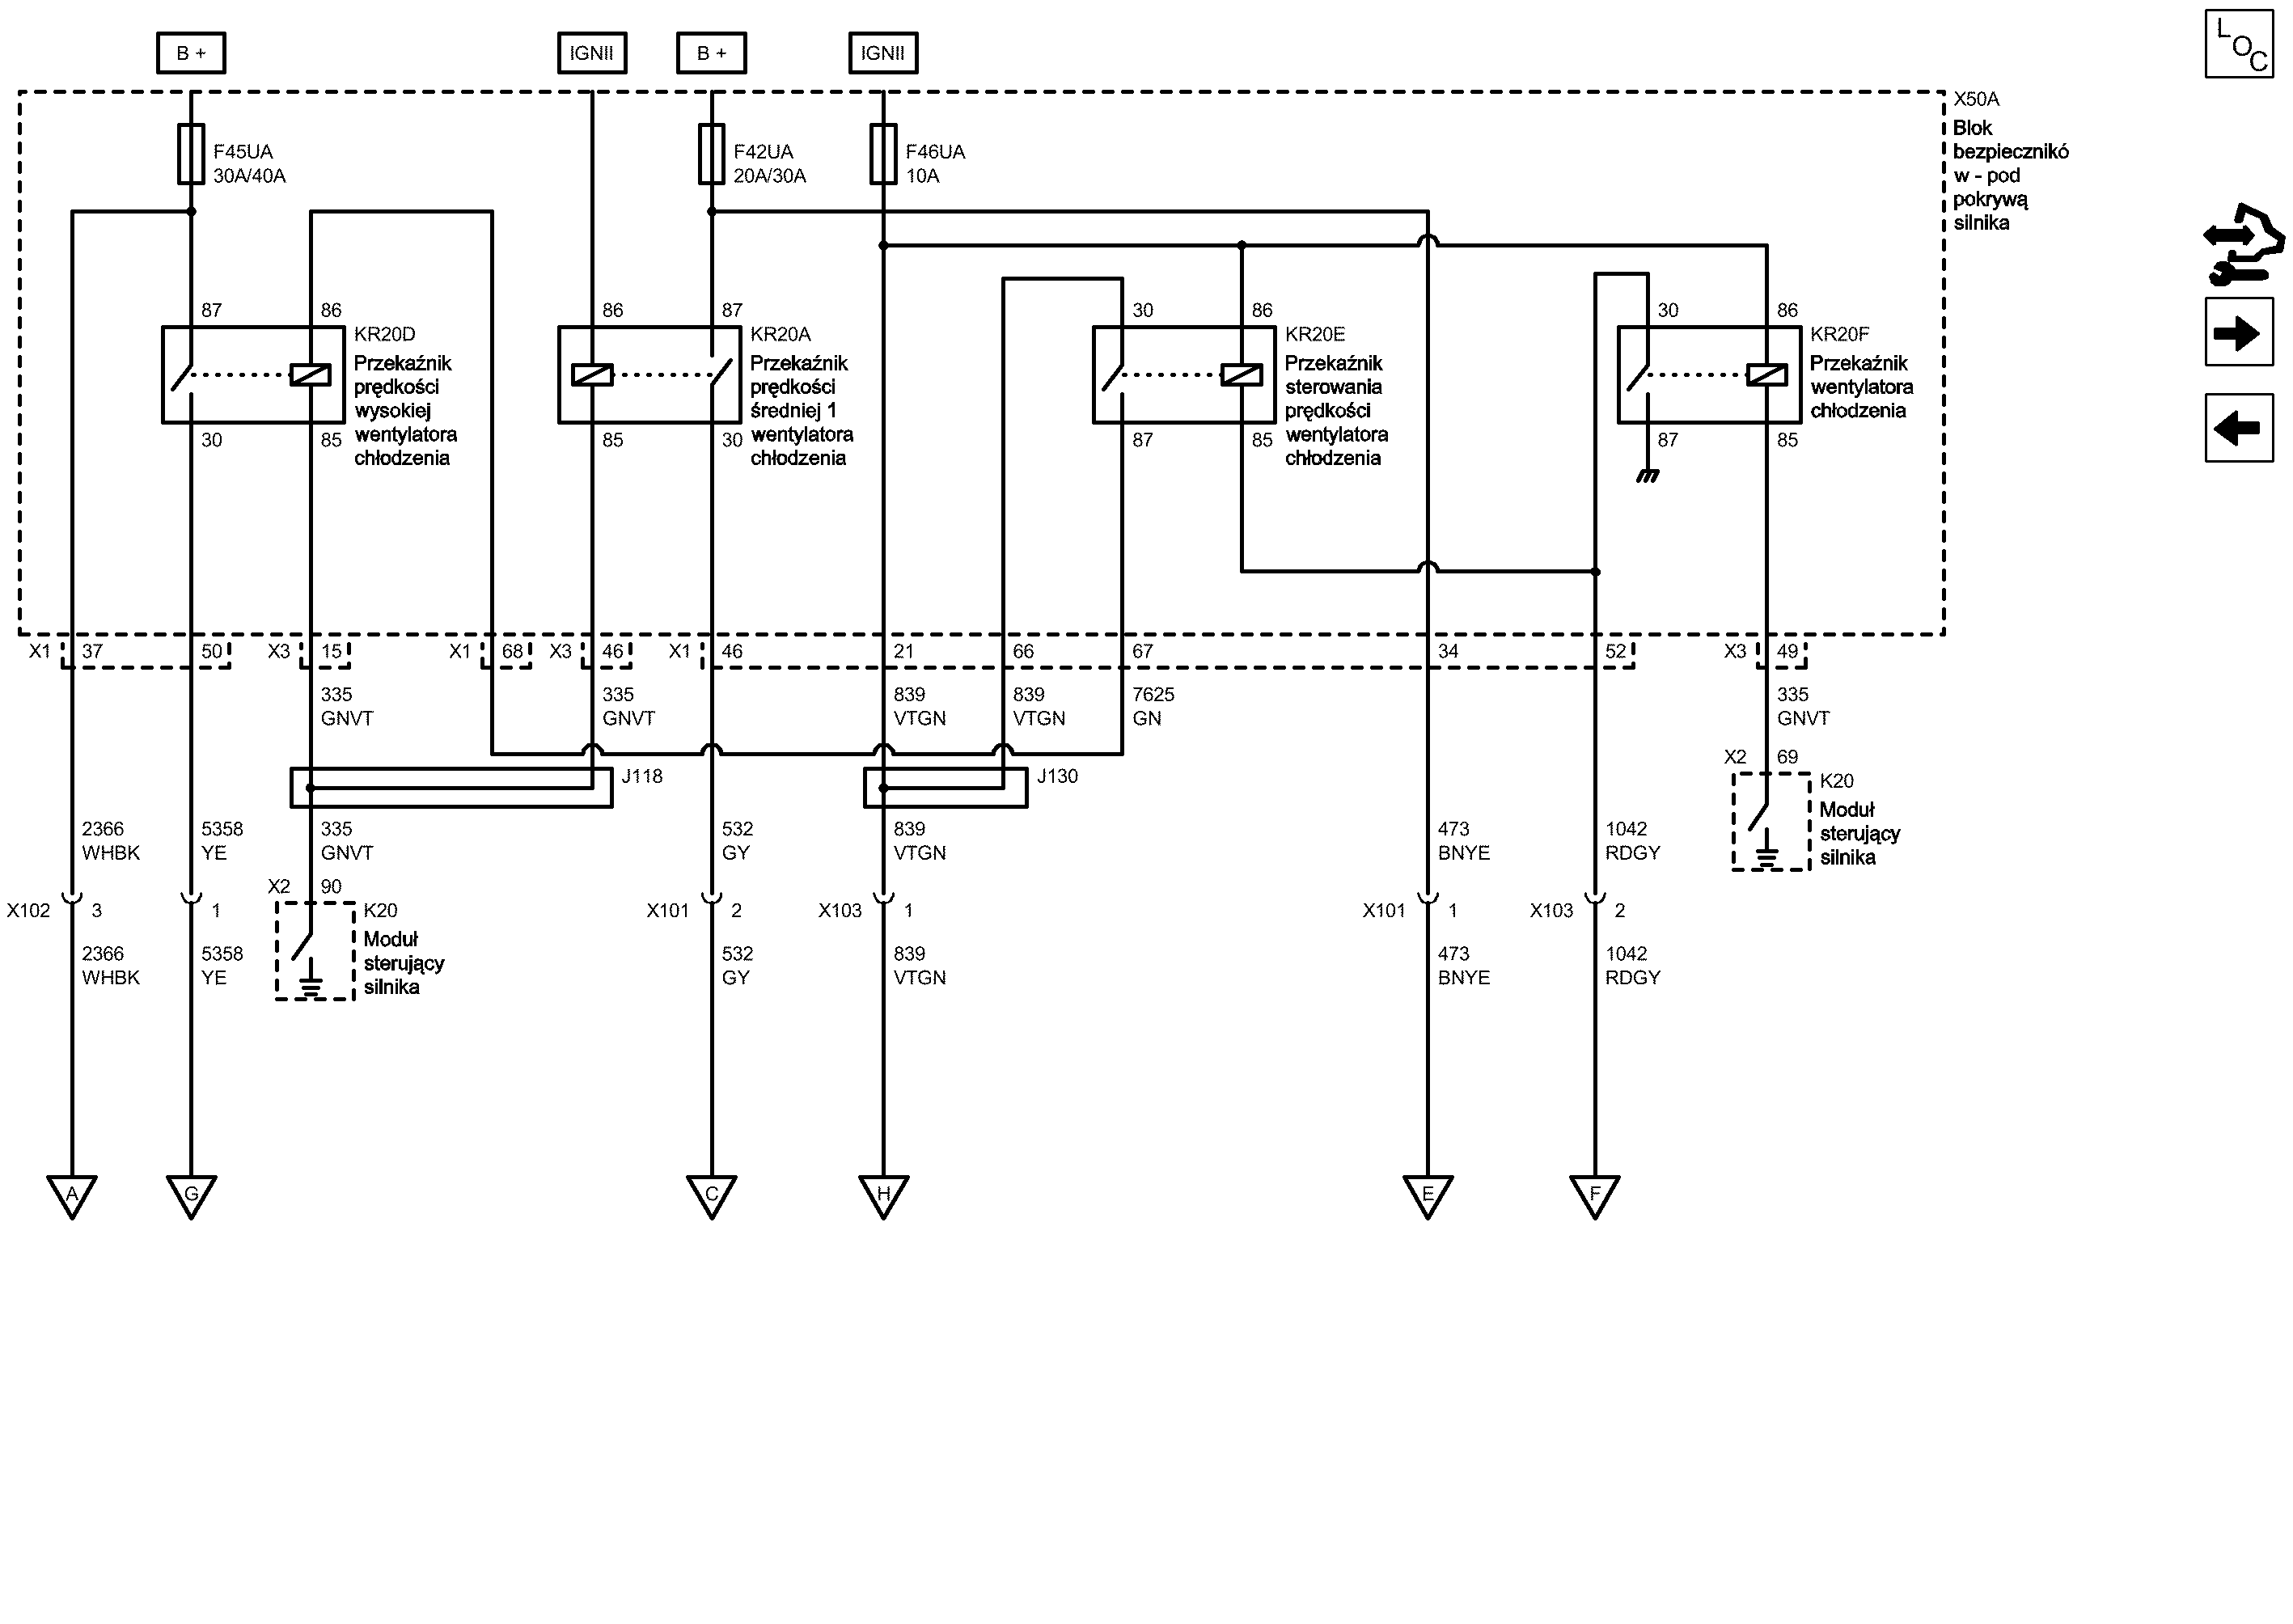 B +
IGNII
B +
IGNII
L
O
C
X50A
Blok
bezpiecznikó
w - pod
pokrywą
silnika
F45UA
30A/40A
F42UA
20A/30A
F46UA
10A
87
86
86
87
30
86
30
86
KR20D
Przekaźnik
prędkości
wysokiej
wentylatora
chłodzenia
KR20A
Przekaźnik
prędkości
średniej 1
wentylatora
chłodzenia
KR20E
Przekaźnik
sterowania
prędkości
wentylatora
chłodzenia
KR20F
Przekaźnik
wentylatora
chłodzenia
30
85
85
30
87
85
87
85
X1 37 50 X3 15 X1 68 X3 46 X1 46 21 66 67 34 52 X3 49
335
GNVT
335
GNVT
839
VTGN
839
VTGN
7625
GN
335
GNVT
J118
J130
X2 69
K20
Moduł
sterujący
silnika
2366
WHBK
5358
YE
335
GNVT
532
GY
839
VTGN
473
BNYE
1042
RDGY
X2 90
K20
Moduł
sterujący
silnika
X102 3 1 X101 2 X103 1 X101 1 X103 2
2366
WHBK
5358
YE
532
GY
839
VTGN
473
BNYE
1042
RDGY
A G C H E F